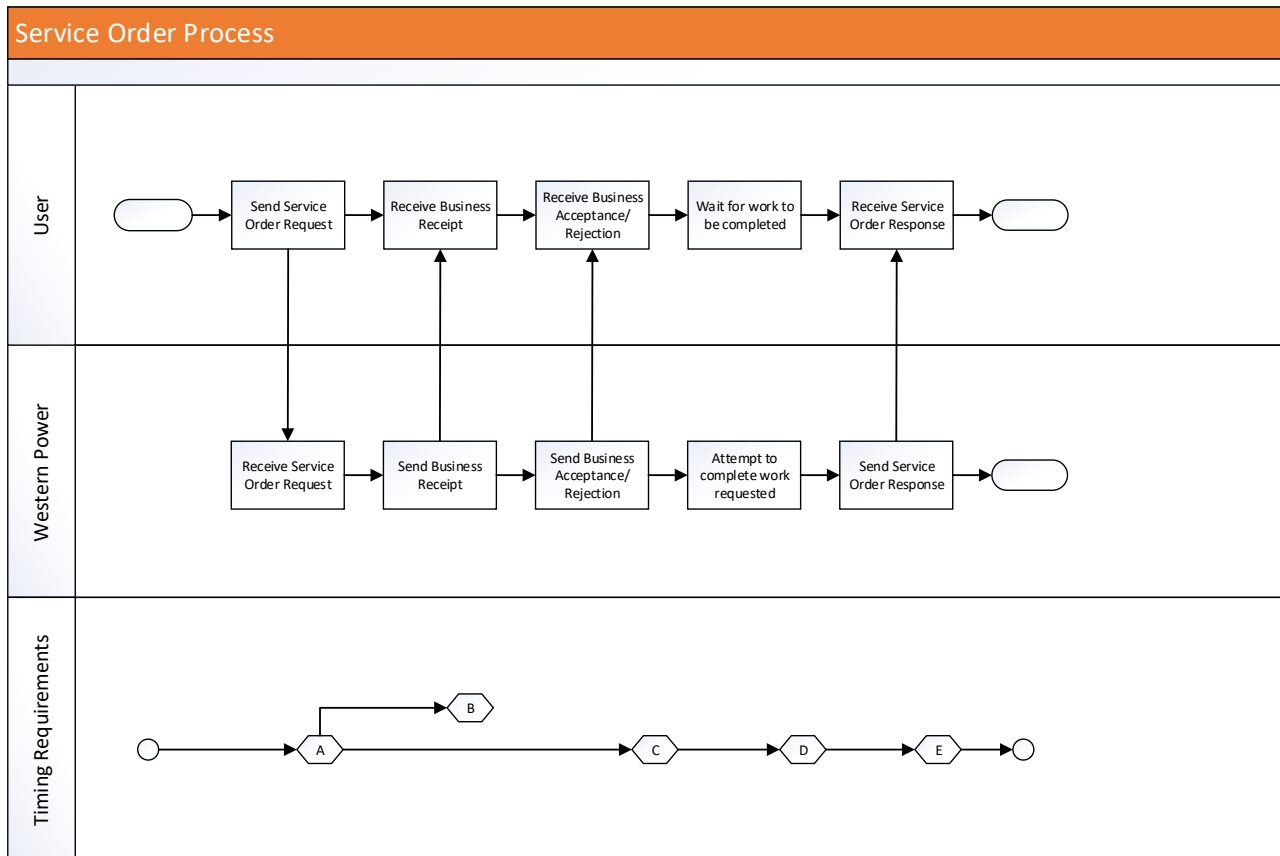 Service Order Process
User
Send Service
Order Request
Receive Business
Receipt
Receive Business
Acceptance/
Rejection
Wait for work to
be completed
Receive Service
Order Response
Western Power
Receive Service
Order Request
Send Business
Receipt
Send Business
Acceptance/
Rejection
Attempt to
complete work
requested
Send Service
Order Response
Timing Requirements
B
A
C
D
E